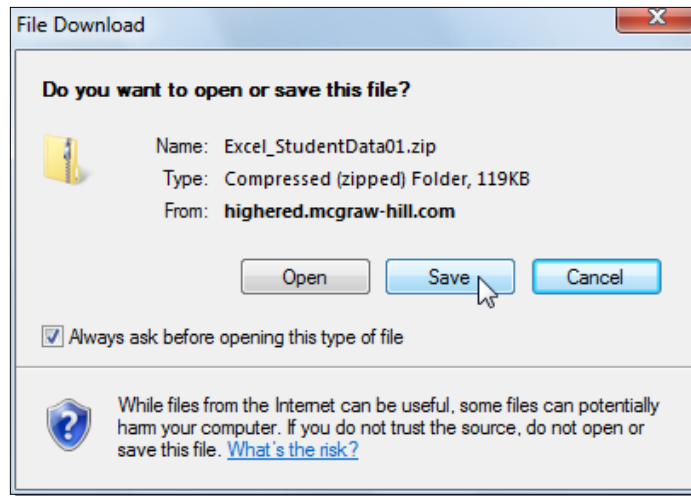 File Download
Do you want to open or save this file?
Name: Excel_StudentData01.zip
Type: Compressed (zipped) Folder, 119KB
From: highered.mcgraw-hill.com
Open Save Cancel
Always ask before opening this type of file
While files from the Internet can be useful, some files can potentially
harm your computer. If you do not trust the source, do not open or
save this file. What's the risk?